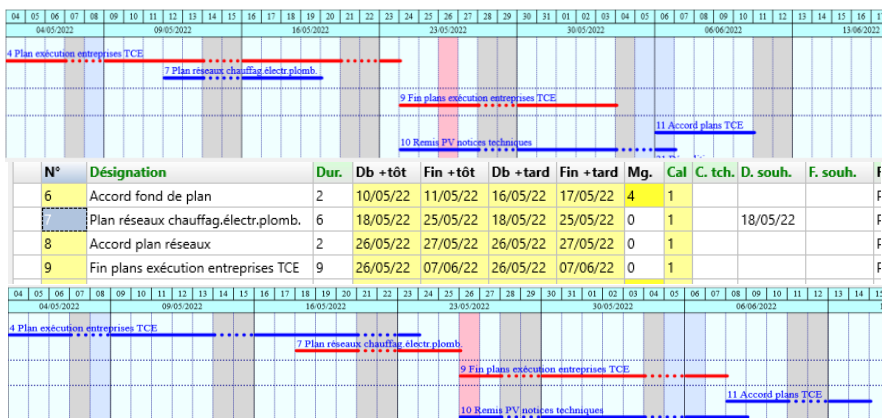 04 05 06 07 08 09 10 11 12 13 14 15 16 17 18 19 20 21 22 23 24 25 26 27 28 29 30 31 01 02 03 04 05 06 07 08 09 10 11 12 13 14 15 16
04/05/2022 09/05/2022 16/05/2022 23/05/2022 30/05/2022 06/06/2022 13/06/2022
4 Plan exécution entreprises TCE
7 Plan réseaux chauffag.électr.plomb.
9 Fin plans exécution entreprises TCE
11 Accord plans TCE
10 Remis PV notices techniques
N° Désignation Dur. Db +tôt Fin +tôt Db +tard Fin +tard Mg. Cal C. tch. D. souh. F. souh.
6 Accord fond de plan 2 10/05/22 11/05/22 16/05/22 17/05/22 4 1
7 Plan réseaux chauffag.électr.plomb. 6 18/05/22 25/05/22 18/05/22 25/05/22 0 1 18/05/22
8 Accord plan réseaux 2 26/05/22 27/05/22 26/05/22 27/05/22 0 1
9 Fin plans exécution entreprises TCE 9 26/05/22 07/06/22 26/05/22 07/06/22 0 1
04 05 06 07 08 09 10 11 12 13 14 15 16 17 18 19 20 21 22 23 24 25 26 27 28 29 30 31 01 02 03 04 05 06 07 08 09 10 11 12 13 14 15
04/05/2022 09/05/2022 16/05/2022 23/05/2022 30/05/2022 06/06/2022
4 Plan exécution entreprises TCE
7 Plan réseaux chauffag.électr.plomb.
9 Fin plans exécution entreprises TCE
11 Accord plans TCE
10 Remis PV notices techniques